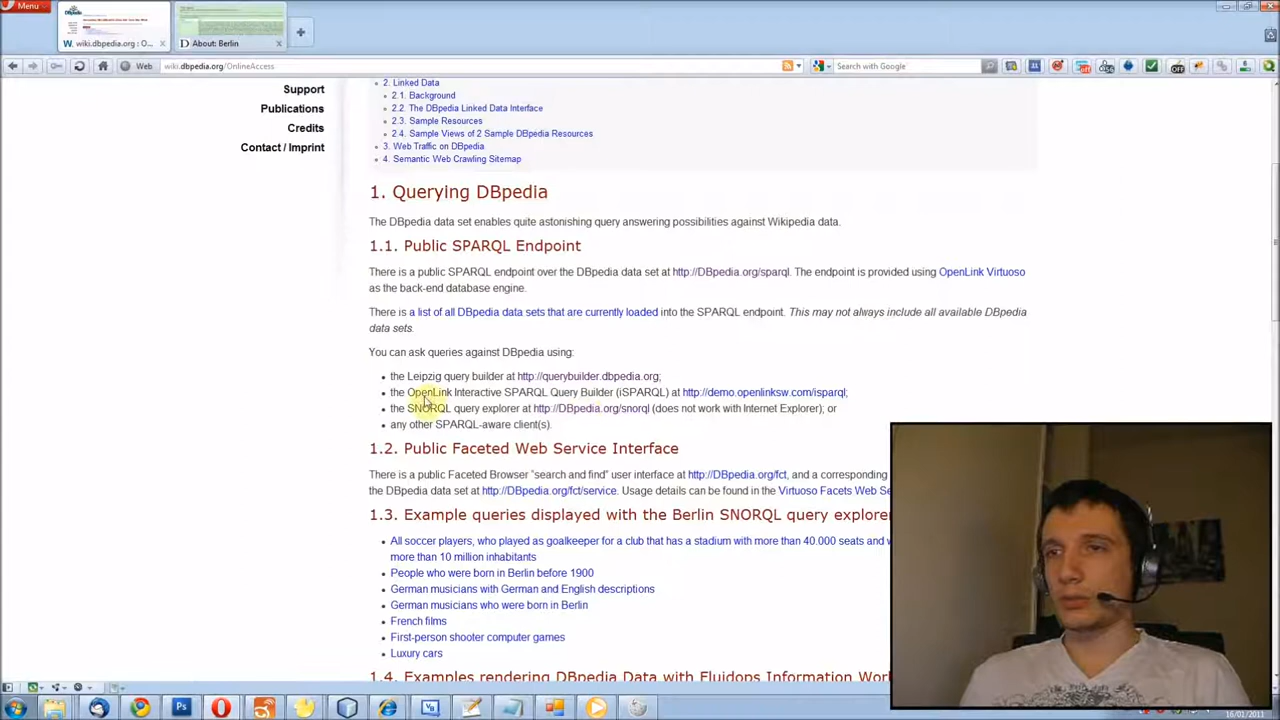 Menu
W. wiki.dbpedia.org : O...
D About: Berlin
Web
wiki.dbpedia.org/OnlineAccess
Search with Google
Support
Publications
Credits
Contact / Imprint
2. Linked Data
2.1. Background
2.2. The DBpedia Linked Data Interface
2.3. Sample Resources
2.4. Sample Views of 2 Sample DBpedia Resources
3. Web Traffic on DBpedia
4. Semantic Web Crawling Sitemap
1. Querying DBpedia
The DBpedia data set enables quite astonishing query answering possibilities against Wikipedia data.
1.1. Public SPARQL Endpoint
There is a public SPARQL endpoint over the DBpedia data set at http://DBpedia.org/sparql. The endpoint is provided using OpenLink Virtuoso
as the back-end database engine.
There is a list of all DBpedia data sets that are currently loaded into the SPARQL endpoint. This may not always include all available DBpedia
data sets.
You can ask queries against DBpedia using:
the Leipzig query builder at http://querybuilder.dbpedia.org;
the OpenLink Interactive SPARQL Query Builder (iSPARQL) at http://demo.openlinksw.com/isparql;
the SNORQL query explorer at http://DBpedia.org/snorql (does not work with Internet Explorer); or
any other SPARQL-aware client(s).
1.2. Public Faceted Web Service Interface
There is a public Faceted Browser "search and find" user interface at http://DBpedia.org/fct, and a corresponding
the DBpedia data set at http://DBpedia.org/fct/service. Usage details can be found in the Virtuoso Facets Web Se
1.3. Example queries displayed with the Berlin SNORQL query explorer
All soccer players, who played as goalkeeper for a club that has a stadium with more than 40.000 seats and w
more than 10 million inhabitants
People who were born in Berlin before 1900
German musicians with German and English descriptions
German musicians who were born in Berlin
French films
First-person shooter computer games
Luxury cars
1.4. Examples rendering DBpedia Data with Fluidops Information Work
16/01/2011